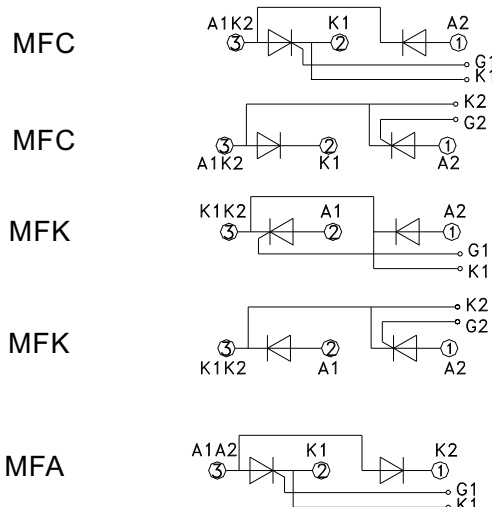 A1K2 K1 A2
MFC
3 2 1
G1
K1
K2
MFC
G2
3 2 1
A1K2 K1 A2
K1K2 A1 A2
MFK
3 2 1
G1
K1
K2
MFK
G2
3 2 1
K1K2 A1 A2
A1A2 K1 K2
MFA
3 2 1
G1
K1